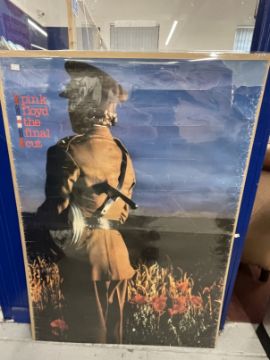 pink
floyd
the
final
cut